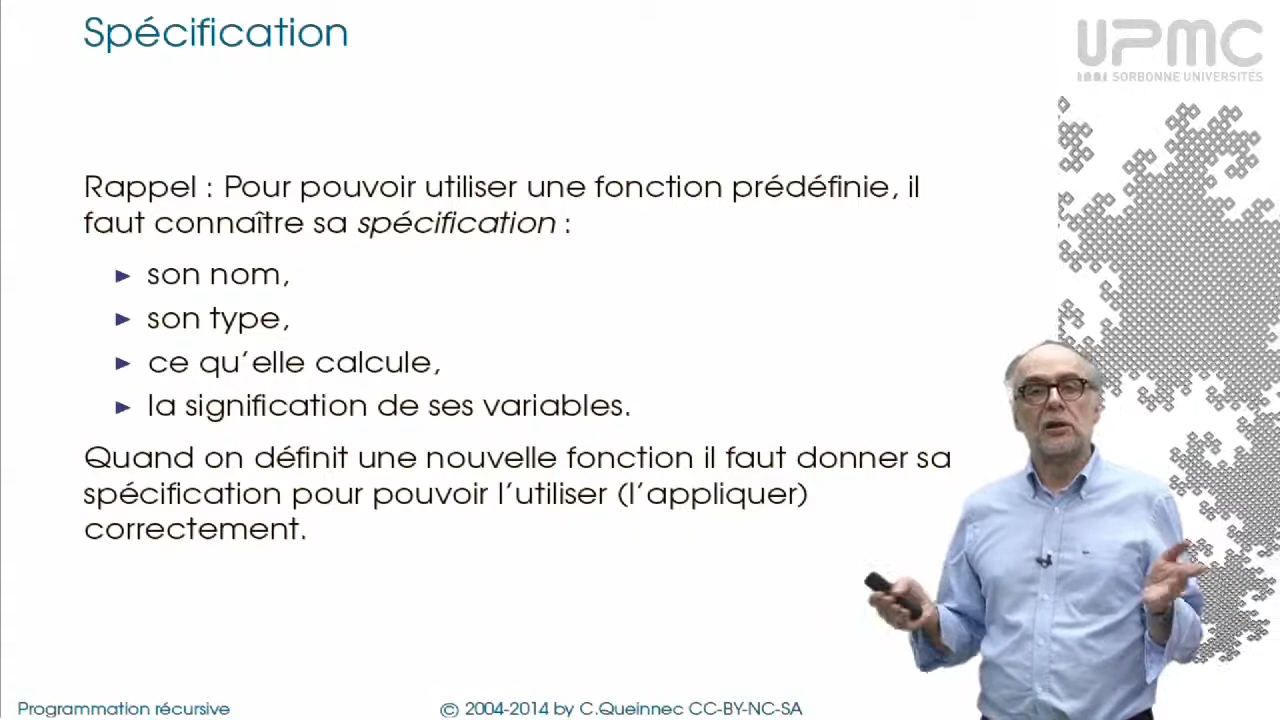 Spécification
UPMC
SORBONNE UNIVERSITÉS
Rappel : Pour pouvoir utiliser une fonction prédéfinie, il
faut connaître sa spécification :
► son nom,
► son type,
► ce qu'elle calcule,
► la signification de ses variables.
Quand on définit une nouvelle fonction il faut donner sa
spécification pour pouvoir l'utiliser (l'appliquer)
correctement.
Programmation récursive
© 2004-2014 by C.Queinnec CC-BY-NC-SA